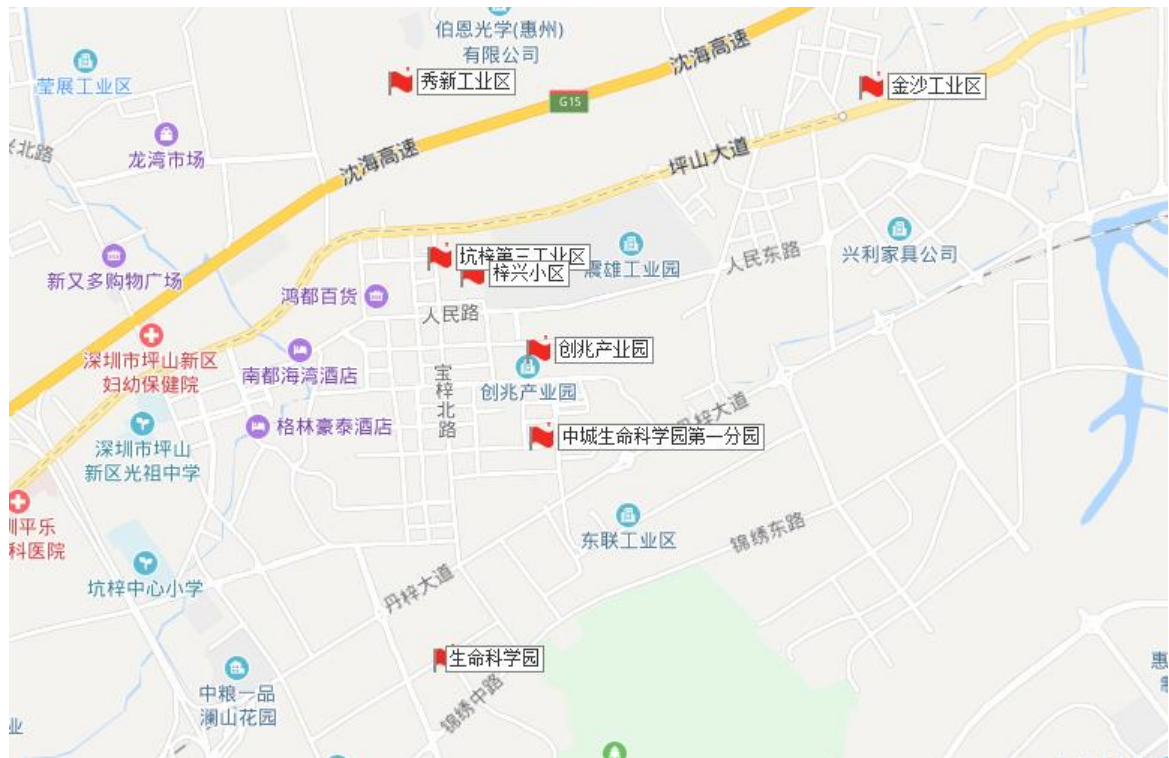 伯恩光学(惠州)
有限公司
沈海高速
莹展工业区
秀新工业区
金沙工业区
G15
兴北路
龙湾市场
沈海高速
坪山大道
兴利家具公司
人民东路
坑梓第三工业区
震雄工业园
梓兴小区
新又多购物广场
鸿都百货
人民路
深圳市坪山新区
妇幼保健院
南都海湾酒店
创兆产业园
宝梓北路
创兆产业园
丹梓大道
格林豪泰酒店
中城生命科学园第一分园
深圳市坪山
新区光祖中学
圳平乐
科医院
东联工业区
锦绣东路
坑梓中心小学
丹梓大道
生命科学园
惠
中粮一品
澜山花园
锦绣中路
业